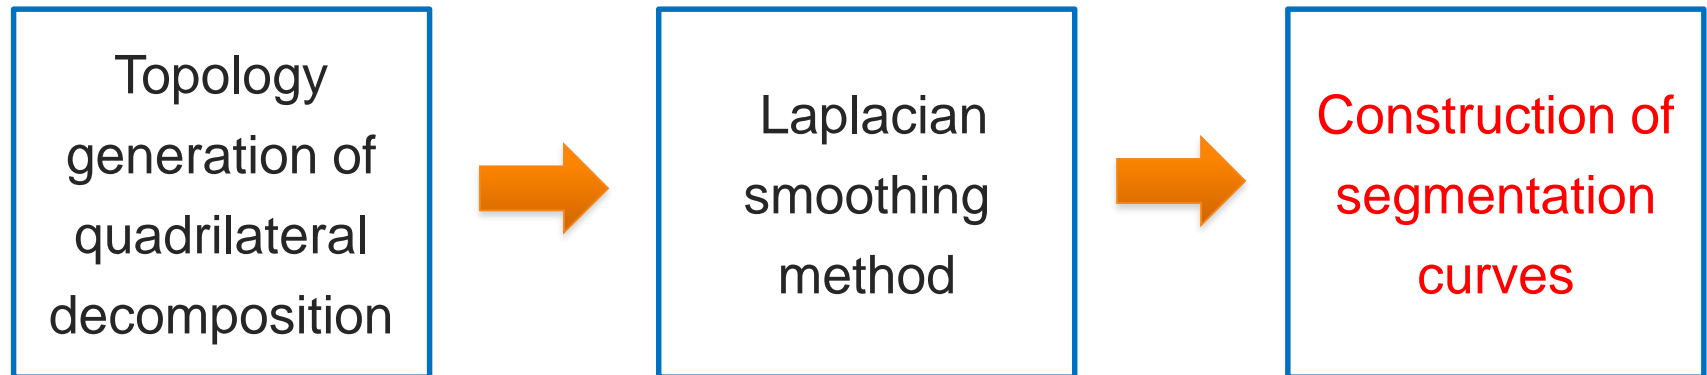 Topology
generation of
quadrilateral
decomposition
Laplacian
smoothing
method
Construction of
segmentation
curves